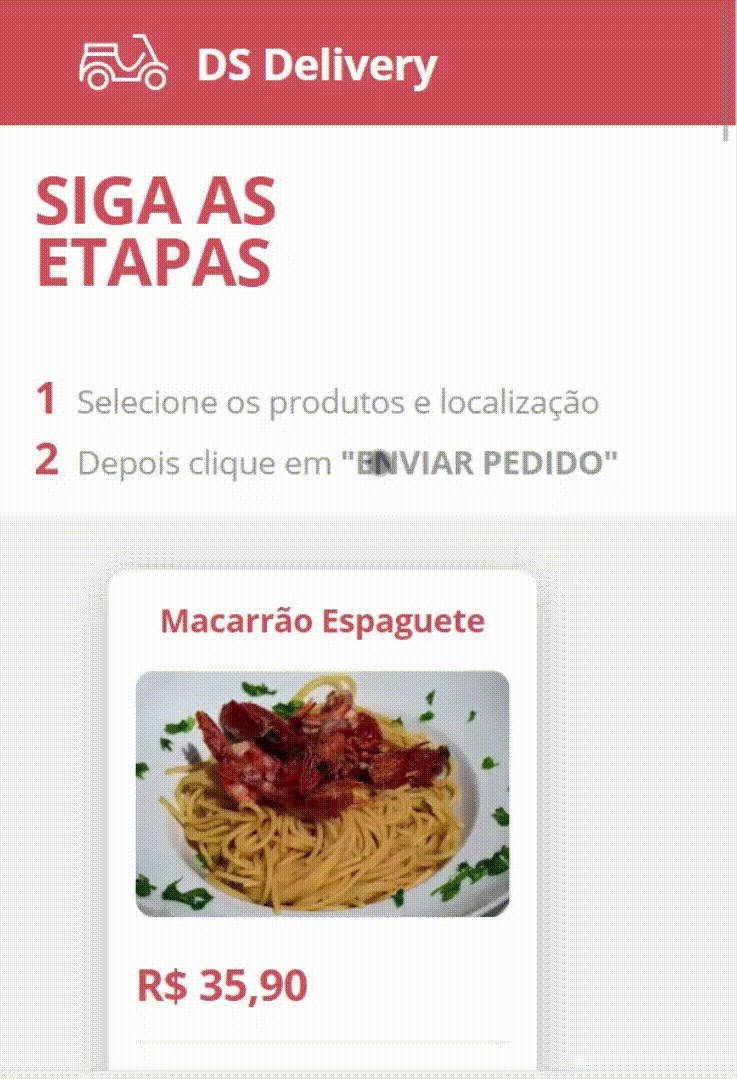 DS Delivery
SIGA AS
ETAPAS
1 Selecione os produtos e localização
2 Depois clique em "ENVIAR PEDIDO"
Macarrão Espaguete
R$ 35,90